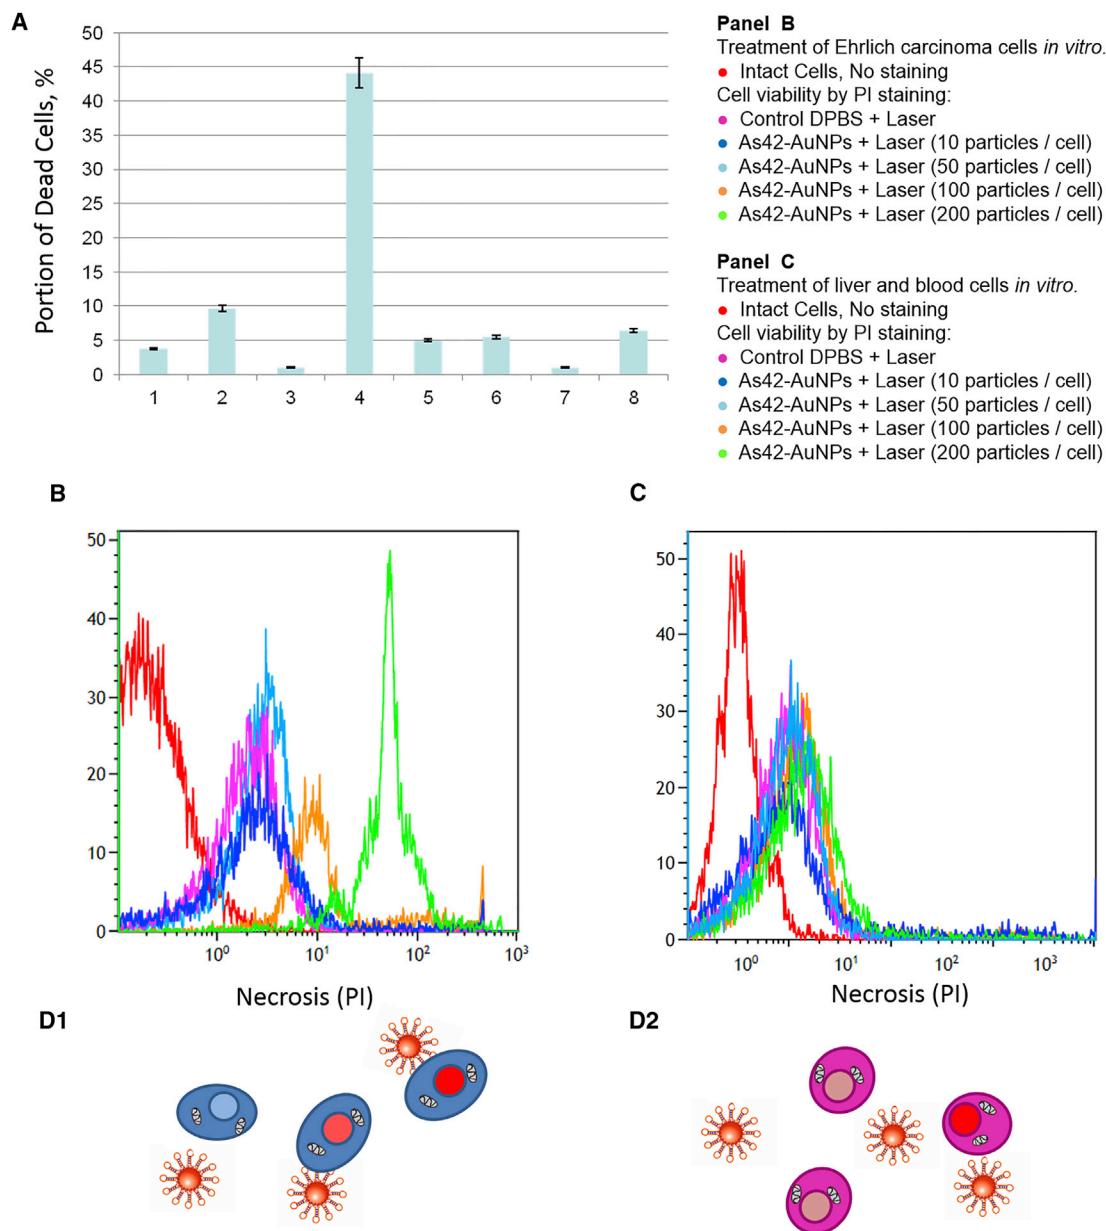 A
50
45
40
35
30
25
20
15
10
5
0
Portion of Dead Cells, %
1 2 3 4 5 6 7 8
Panel B
Treatment of Ehrlich carcinoma cells in vitro.
Intact Cells, No staining
Cell viability by PI staining:
Control DPBS + Laser
As42-AuNPs + Laser (10 particles / cell)
As42-AuNPs + Laser (50 particles / cell)
As42-AuNPs + Laser (100 particles / cell)
As42-AuNPs + Laser (200 particles / cell)
Panel C
Treatment of liver and blood cells in vitro.
Intact Cells, No staining
Cell viability by PI staining:
Control DPBS + Laser
As42-AuNPs + Laser (10 particles / cell)
As42-AuNPs + Laser (50 particles / cell)
As42-AuNPs + Laser (100 particles / cell)
As42-AuNPs + Laser (200 particles / cell)
B
50
40
30
20
10
0
10⁰ 10¹ 10² 10³
Necrosis (PI)
C
50
40
30
20
10
0
10⁰ 10¹ 10² 10³
Necrosis (PI)
D1
D2